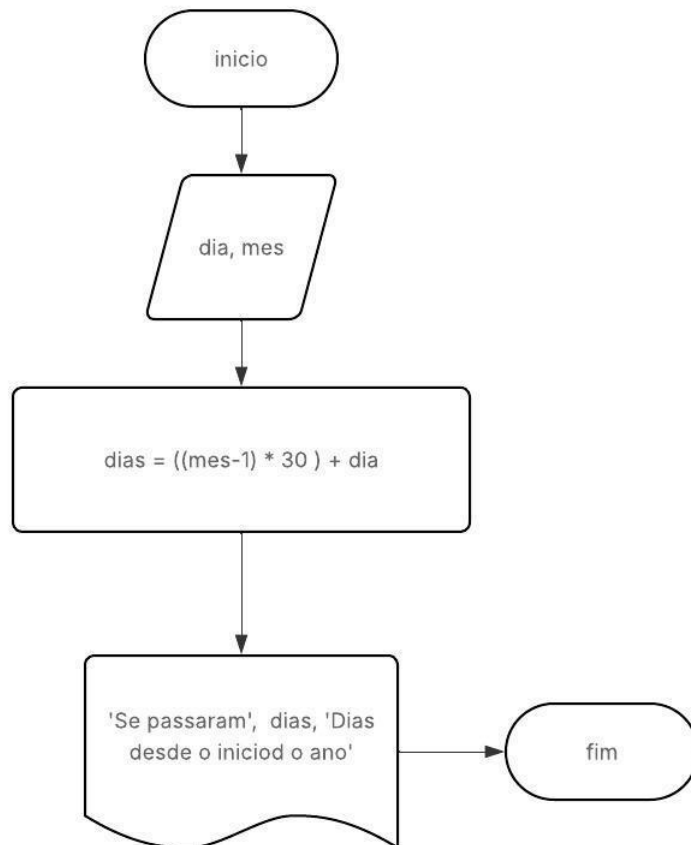 inicio
dia, mes
dias = ((mes-1) * 30 ) + dia
'Se passaram', dias, 'Dias
desde o iniciod o ano'
fim